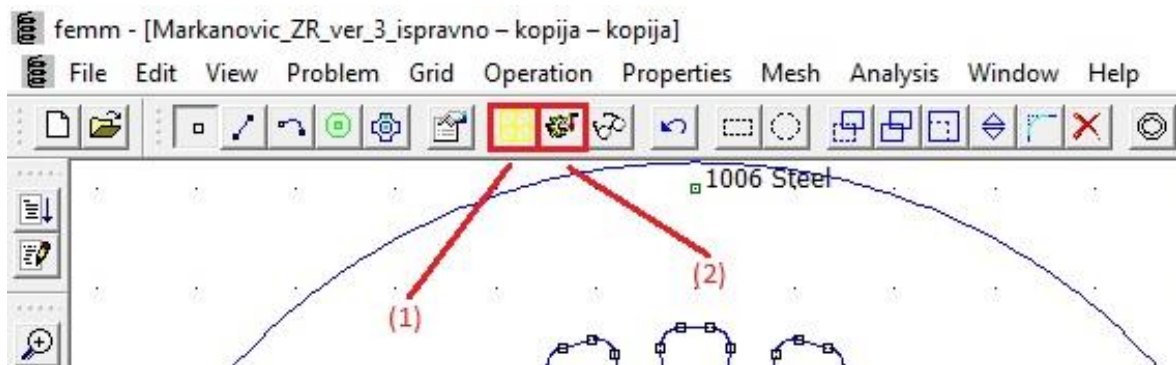 femm - [Markanovic_ZR_ver_3_ispravno – kopija – kopija]
File Edit View Problem Grid Operation Properties Mesh Analysis Window Help
1006 Steel
(2)
(1)